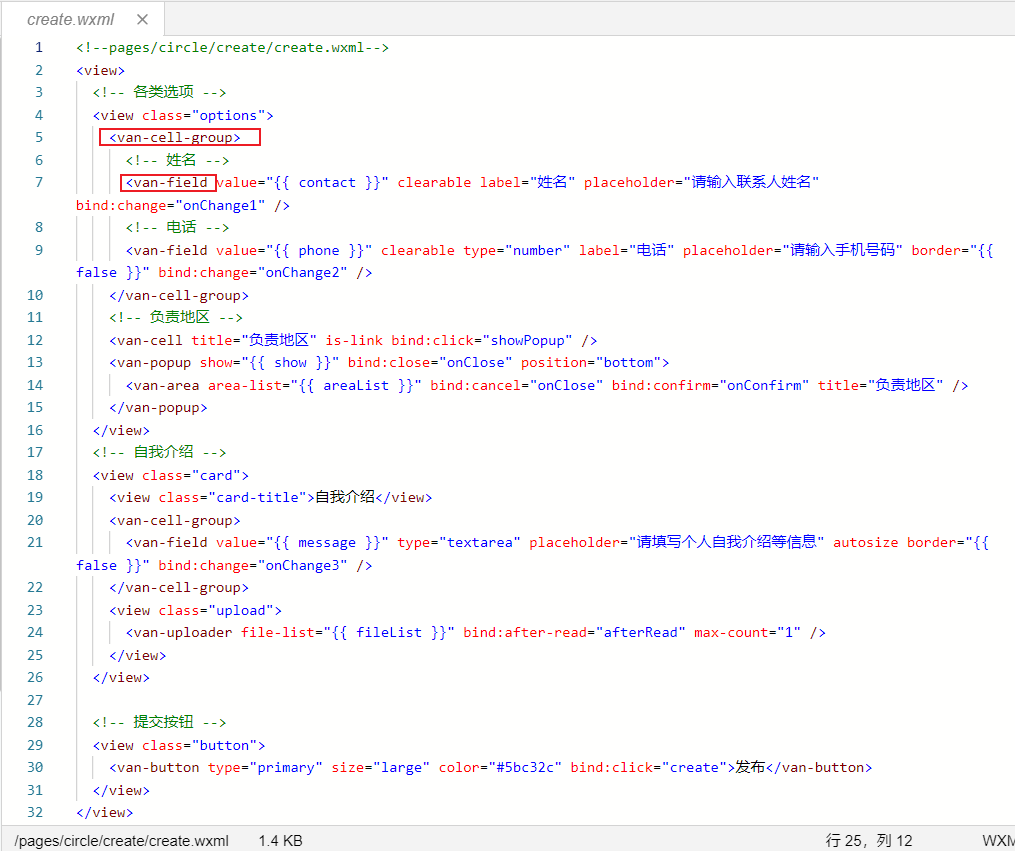 create.wxml ×
1 <!--pages/circle/create/create.wxml-->
2 <view>
3 <!-- 各类选项 -->
4 <view class="options">
5 <van-cell-group>
6 <!-- 姓名 -->
7 <van-field value="{{ contact }}" clearable label="姓名" placeholder="请输入联系人姓名"
bind:change="onChange1" />
8 <!-- 电话 -->
9 <van-field value="{{ phone }}" clearable type="number" label="电话" placeholder="请输入手机号码" border="{{
false }}" bind:change="onChange2" />
10 </van-cell-group>
11 <!-- 负责地区 -->
12 <van-cell title="负责地区" is-link bind:click="showPopup" />
13 <van-popup show="{{ show }}" bind:close="onClose" position="bottom">
14 <van-area area-list="{{ areaList }}" bind:cancel="onClose" bind:confirm="onConfirm" title="负责地区" />
15 </van-popup>
16 </view>
17 <!-- 自我介绍 -->
18 <view class="card">
19 <view class="card-title">自我介绍</view>
20 <van-cell-group>
21 <van-field value="{{ message }}" type="textarea" placeholder="请填写个人自我介绍等信息" autosize border="{{
false }}" bind:change="onChange3" />
22 </van-cell-group>
23 <view class="upload">
24 <van-uploader file-list="{{ fileList }}" bind:after-read="afterRead" max-count="1" />
25 </view>
26 </view>
27
28 <!-- 提交按钮 -->
29 <view class="button">
30 <van-button type="primary" size="large" color="#5bc32c" bind:click="create">发布</van-button>
31 </view>
32 </view>
/pages/circle/create/create.wxml 1.4 KB 行 25，列 12 WXM